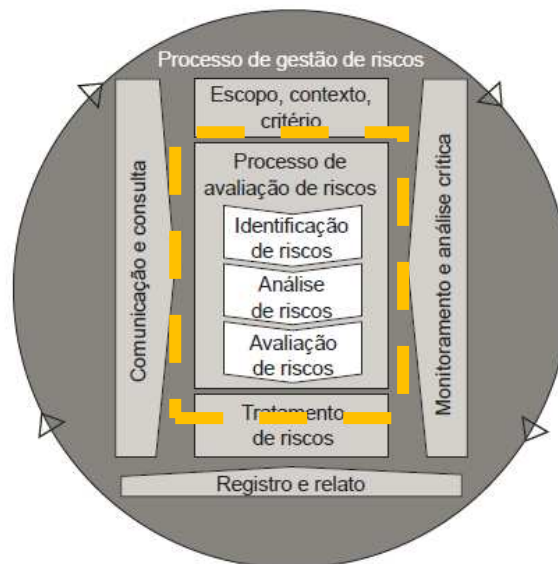 Processo de gestão de riscos
Escopo, contexto,
critério
Comunicação e consulta
Processo de
avaliação de riscos
Identificação
de riscos
Análise
de riscos
Avaliação
de riscos
Monitoramento e análise crítica
Tratamento
de riscos
Registro e relato